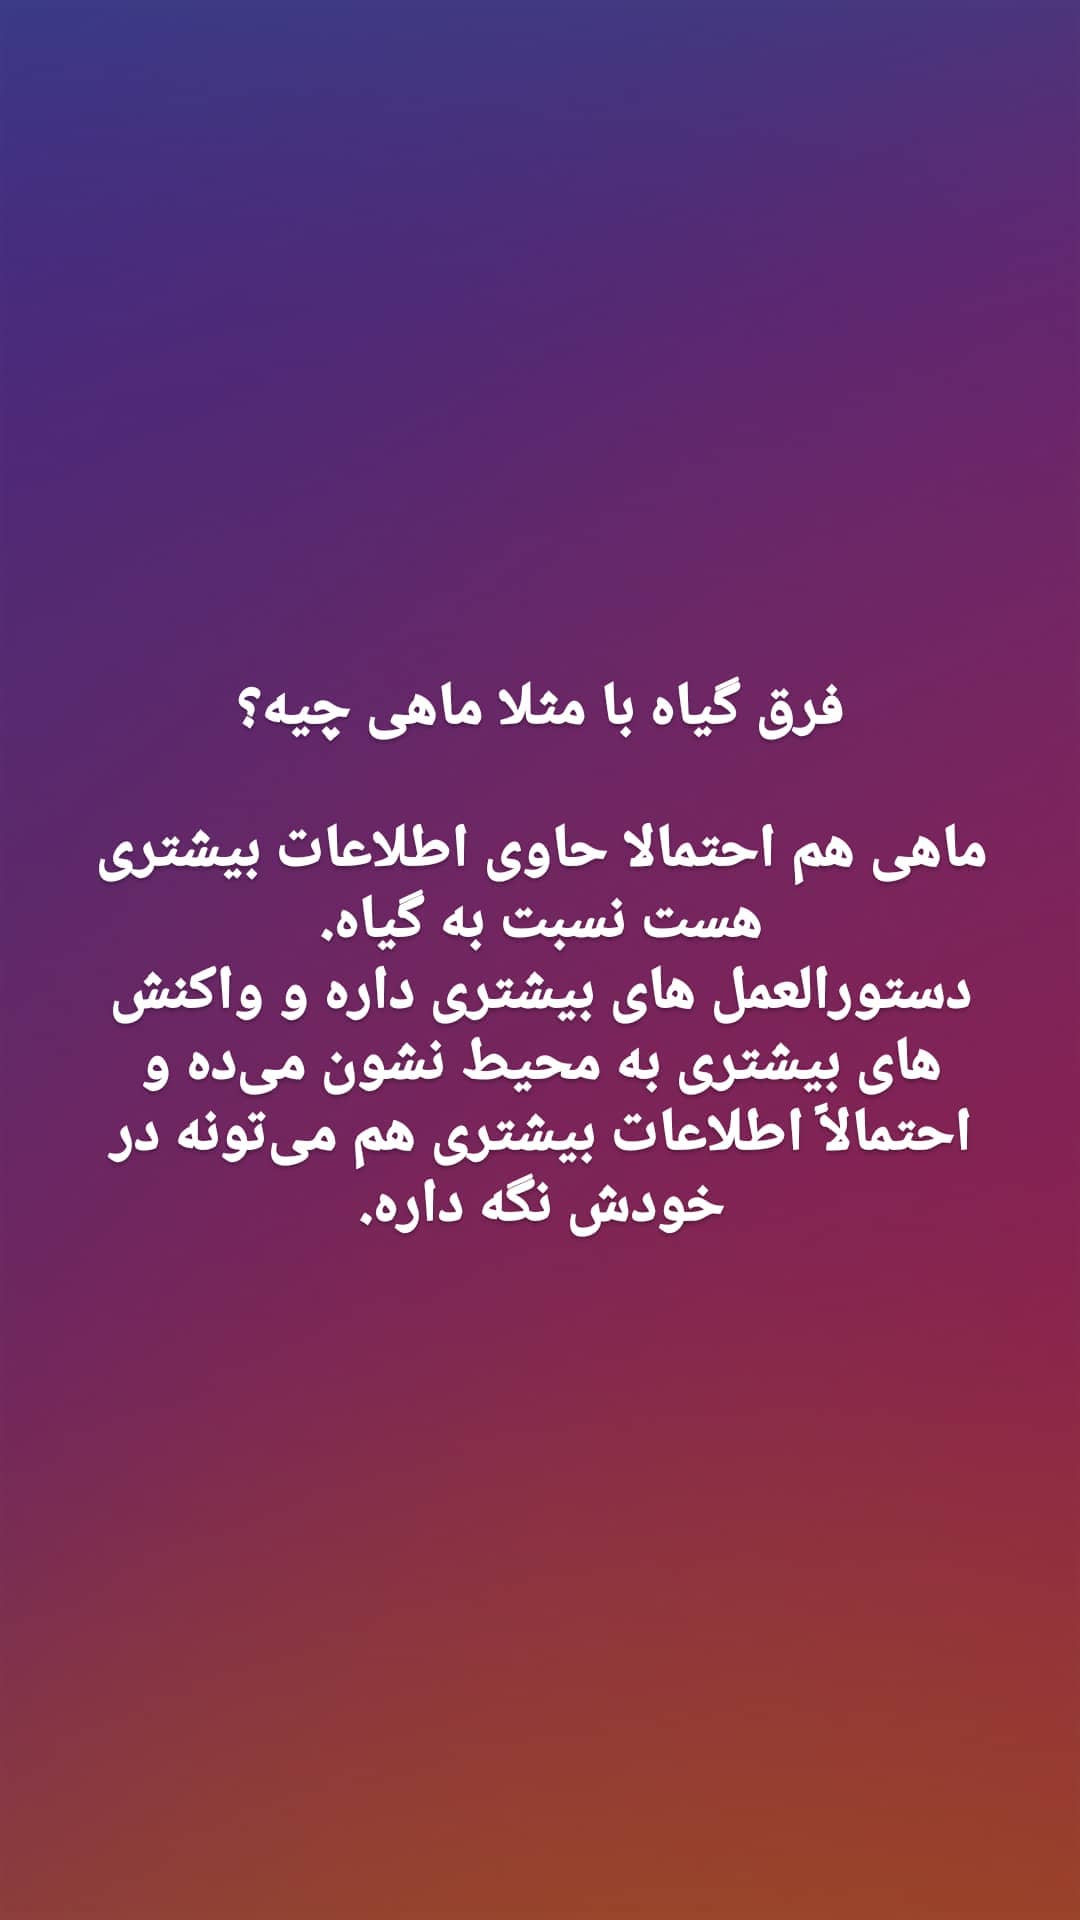 فرق گیاه با مثلا ماهی چیه؟
ماهی هم احتمالا حاوی اطلاعات بیشتری
هست نسبت به گیاه.
دستورالعمل های بیشتری داره و واکنش
های بیشتری به محیط نشون می‌ده و
احتمالاً اطلاعات بیشتری هم می‌تونه در
خودش نگه داره.